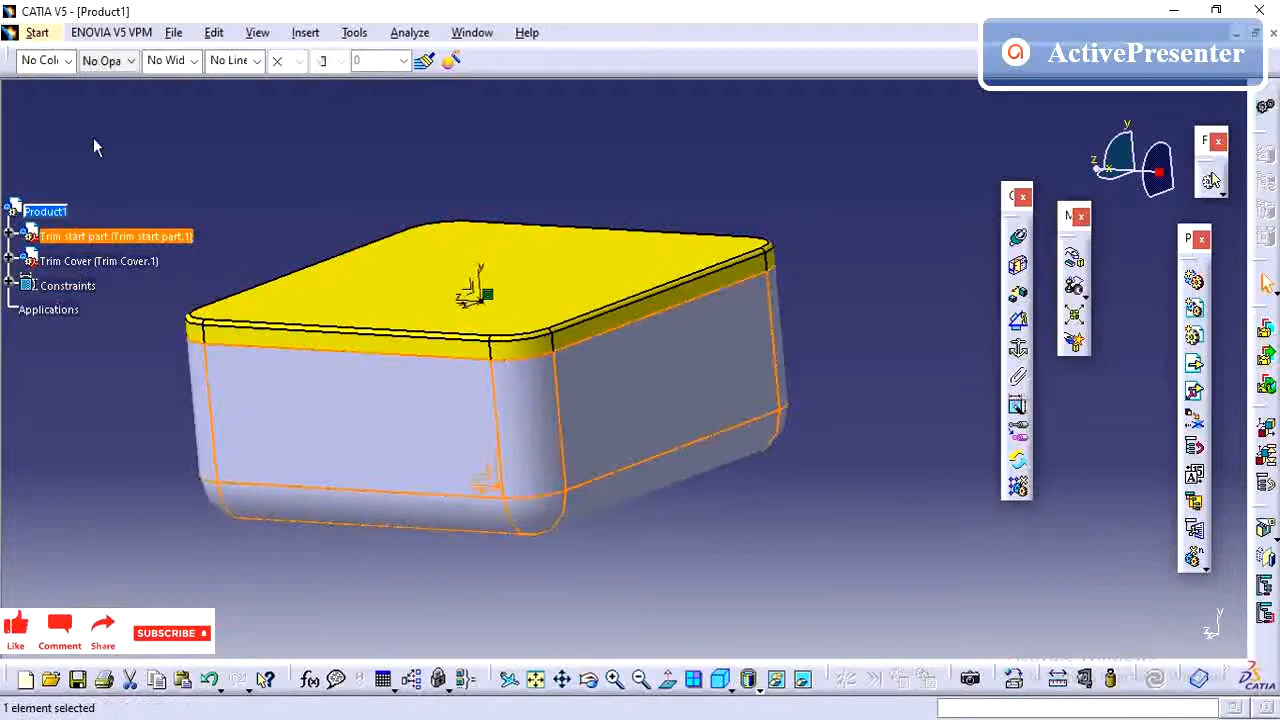 CATIA V5 - [Product1]
Start ENOVIA V5 VPM File Edit View Insert Tools Analyze Window Help
No Colo No Opa No Wid No Line 0
ActivePresenter
Product1
Trim start part (Trim start part.1)
Trim Cover (Trim Cover.1)
Constraints
Applications
y
z
x
y
z
F
P
Like Comment Share
SUBSCRIBE
y
z
f(x)
CATIA
1 element selected